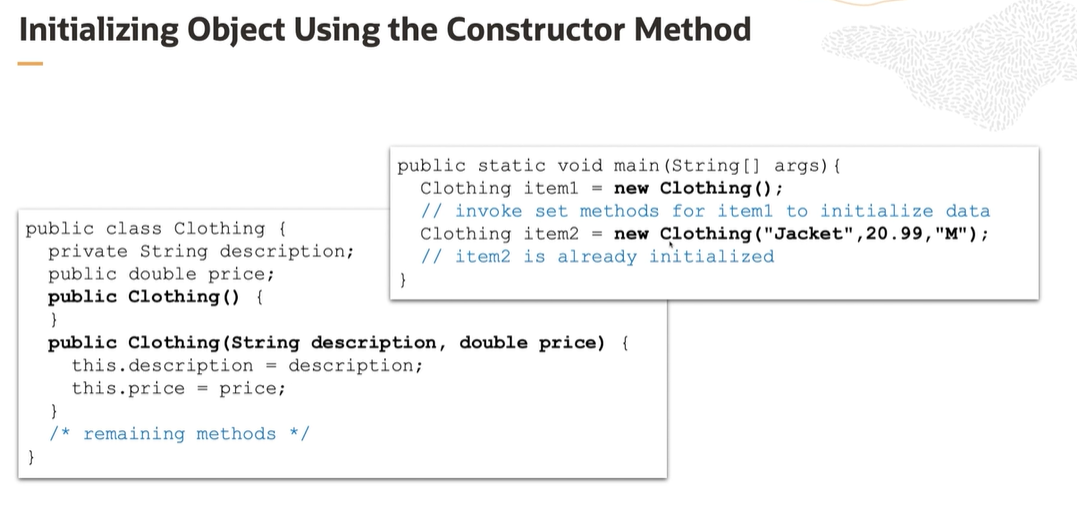 Initializing Object Using the Constructor Method
public static void main(String[] args){
Clothing item1 = new Clothing();
// invoke set methods for item1 to initialize data
Clothing item2 = new Clothing("Jacket",20.99,"M");
// item2 is already initialized
}
public class Clothing {
private String description;
public double price;
public Clothing() {
}
public Clothing(String description, double price) {
this.description = description;
this.price = price;
}
/* remaining methods */
}